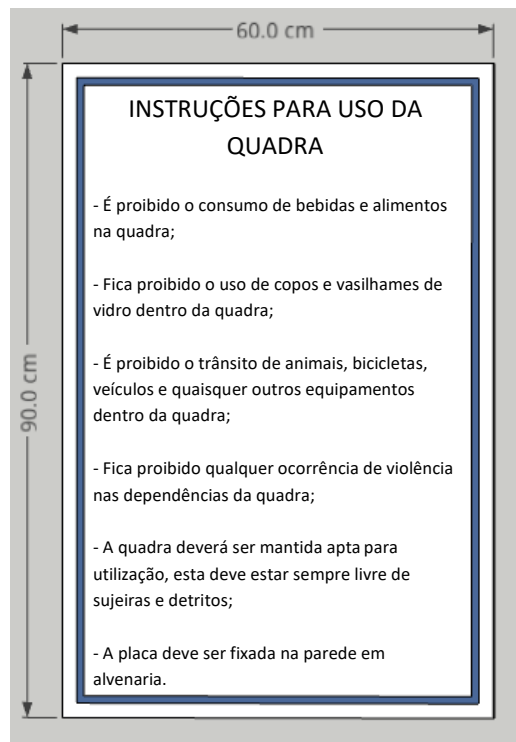 60.0 cm
90.0 cm
INSTRUÇÕES PARA USO DA
QUADRA
- É proibido o consumo de bebidas e alimentos
na quadra;
- Fica proibido o uso de copos e vasilhames de
vidro dentro da quadra;
- É proibido o trânsito de animais, bicicletas,
veículos e quaisquer outros equipamentos
dentro da quadra;
- Fica proibido qualquer ocorrência de violência
nas dependências da quadra;
- A quadra deverá ser mantida apta para
utilização, esta deve estar sempre livre de
sujeiras e detritos;
- A placa deve ser fixada na parede em
alvenaria.